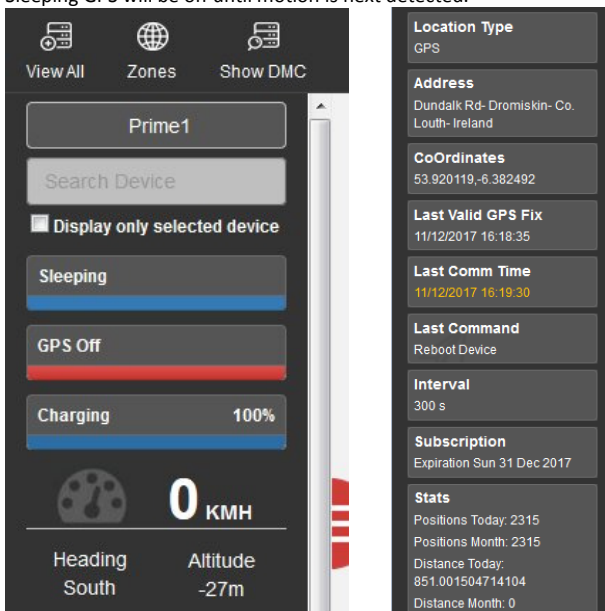 Sleeping GPS will be off until motion is next detected.
View All Zones Show DMC
Prime1
Search Device
Display only selected device
Sleeping
GPS Off
Charging 100%
0 KMH
Heading Altitude
South -27m
Location Type
GPS
Address
Dundalk Rd- Dromiskin- Co.
Louth- Ireland
CoOrdinates
53.920119,-6.382492
Last Valid GPS Fix
11/12/2017 16:18:35
Last Comm Time
11/12/2017 16:19:30
Last Command
Reboot Device
Interval
300 s
Subscription
Expiration Sun 31 Dec 2017
Stats
Positions Today: 2315
Positions Month: 2315
Distance Today:
851.001504714104
Distance Month: 0